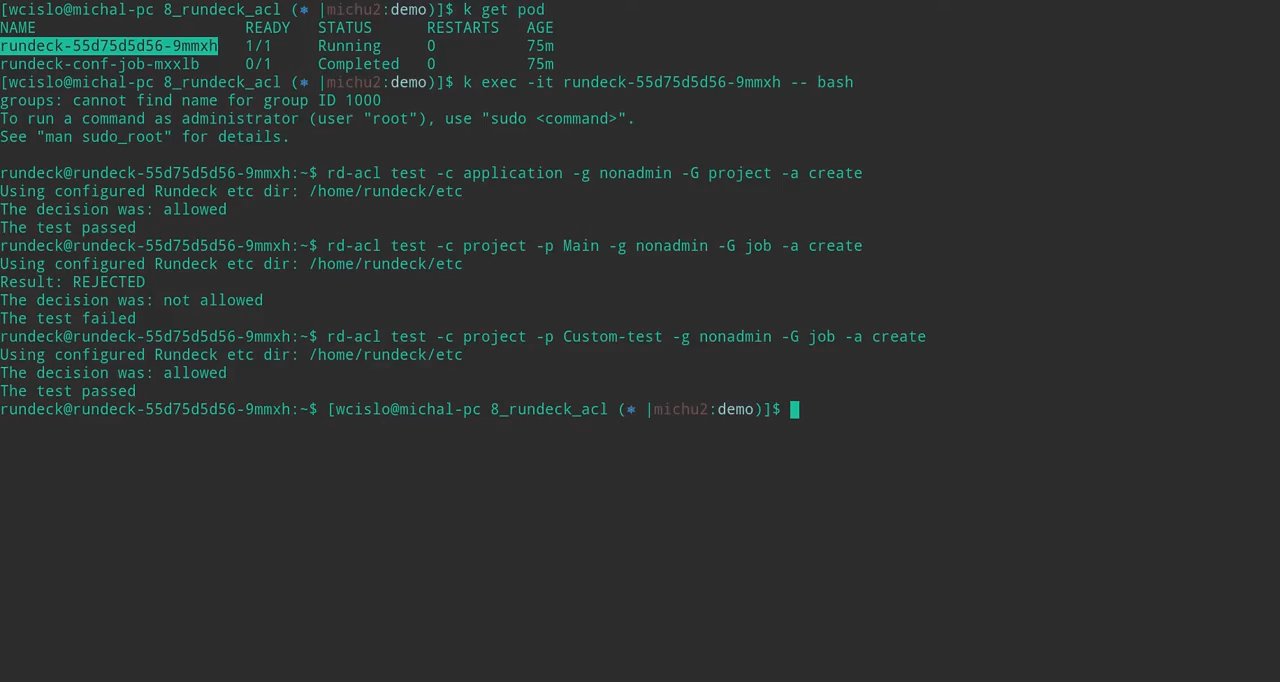 [wcislo@michal-pc 8_rundeck_acl (⎈ |michu2:demo)]$ k get pod
NAME                       READY   STATUS      RESTARTS   AGE
rundeck-55d75d5d56-9mmxh   1/1     Running     0          75m
rundeck-conf-job-mxxlb     0/1     Completed   0          75m
[wcislo@michal-pc 8_rundeck_acl (⎈ |michu2:demo)]$ k exec -it rundeck-55d75d5d56-9mmxh -- bash
groups: cannot find name for group ID 1000
To run a command as administrator (user "root"), use "sudo <command>".
See "man sudo_root" for details.

rundeck@rundeck-55d75d5d56-9mmxh:~$ rd-acl test -c application -g nonadmin -G project -a create
Using configured Rundeck etc dir: /home/rundeck/etc
The decision was: allowed
The test passed
rundeck@rundeck-55d75d5d56-9mmxh:~$ rd-acl test -c project -p Main -g nonadmin -G job -a create
Using configured Rundeck etc dir: /home/rundeck/etc
Result: REJECTED
The decision was: not allowed
The test failed
rundeck@rundeck-55d75d5d56-9mmxh:~$ rd-acl test -c project -p Custom-test -g nonadmin -G job -a create
Using configured Rundeck etc dir: /home/rundeck/etc
The decision was: allowed
The test passed
rundeck@rundeck-55d75d5d56-9mmxh:~$ [wcislo@michal-pc 8_rundeck_acl (⎈ |michu2:demo)]$